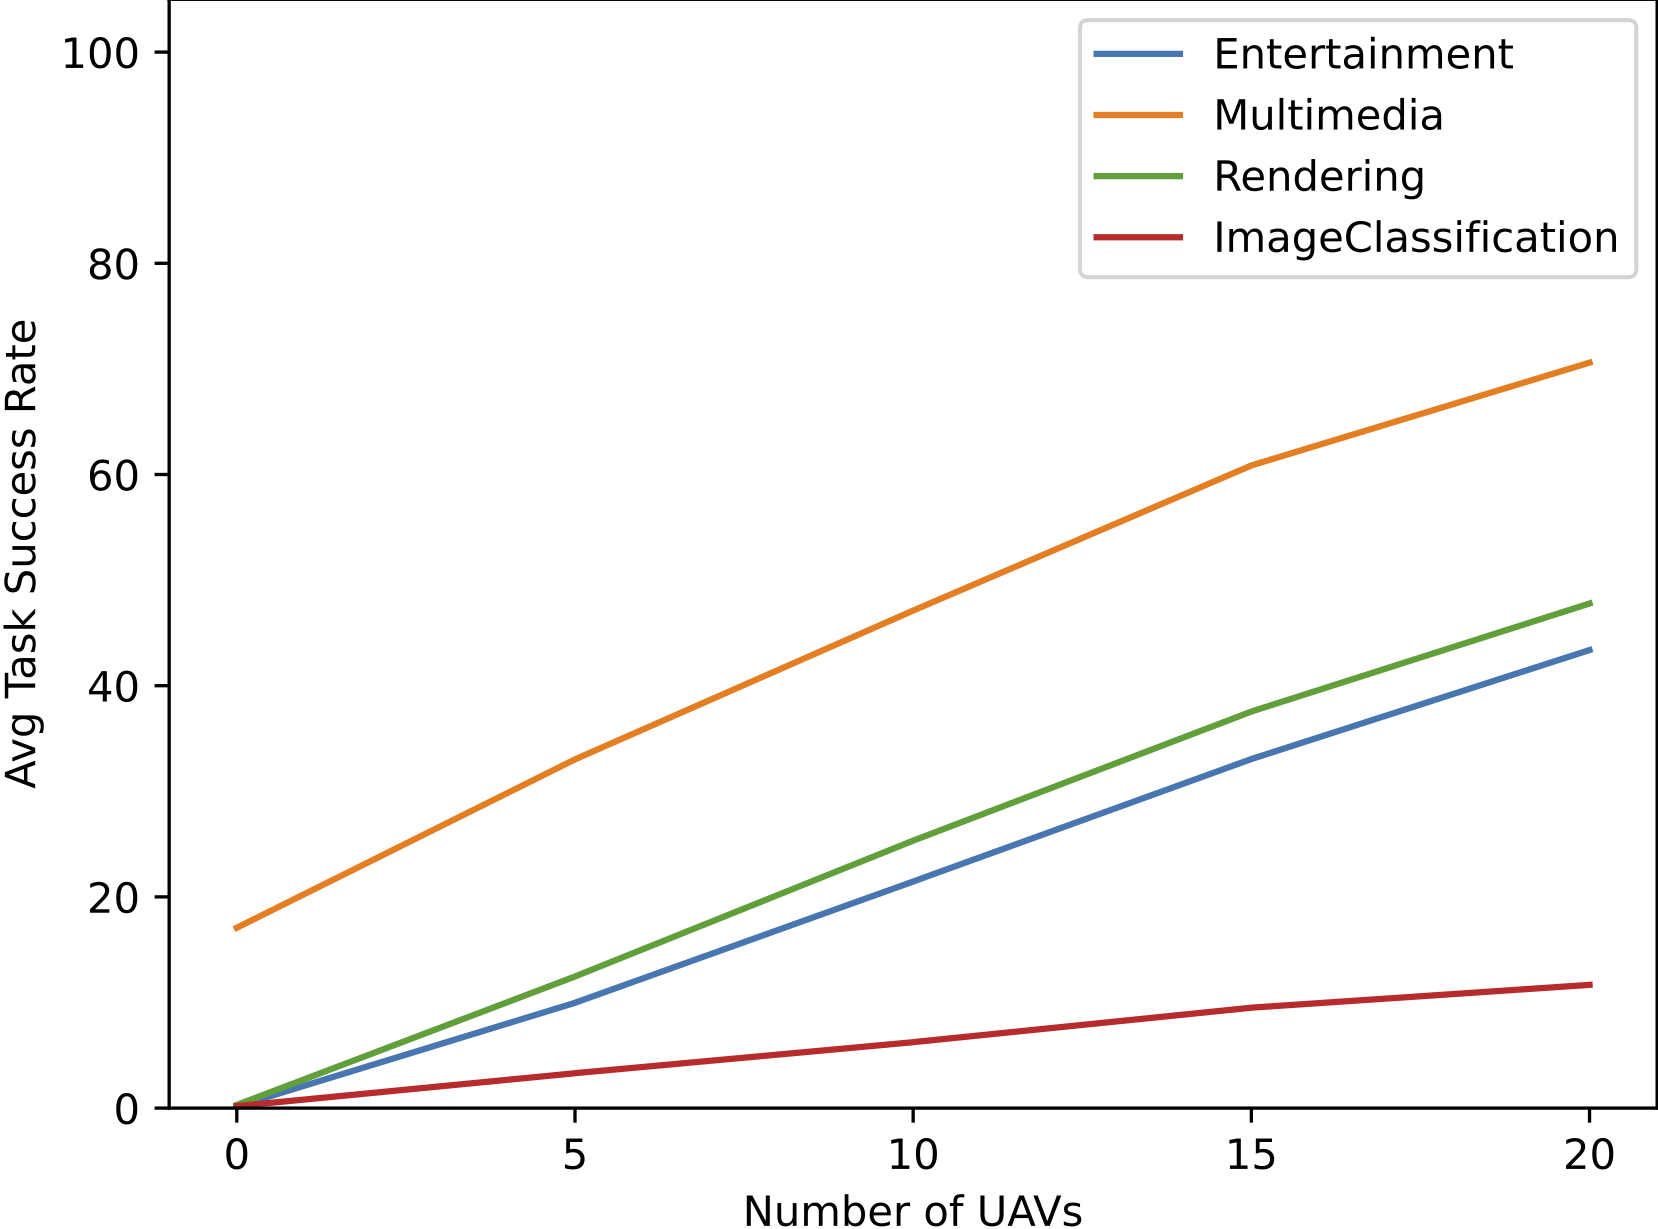 100
80
60
40
20
0
0 5 10 15 20
Avg Task Success Rate
Number of UAVs
Entertainment
Multimedia
Rendering
ImageClassification